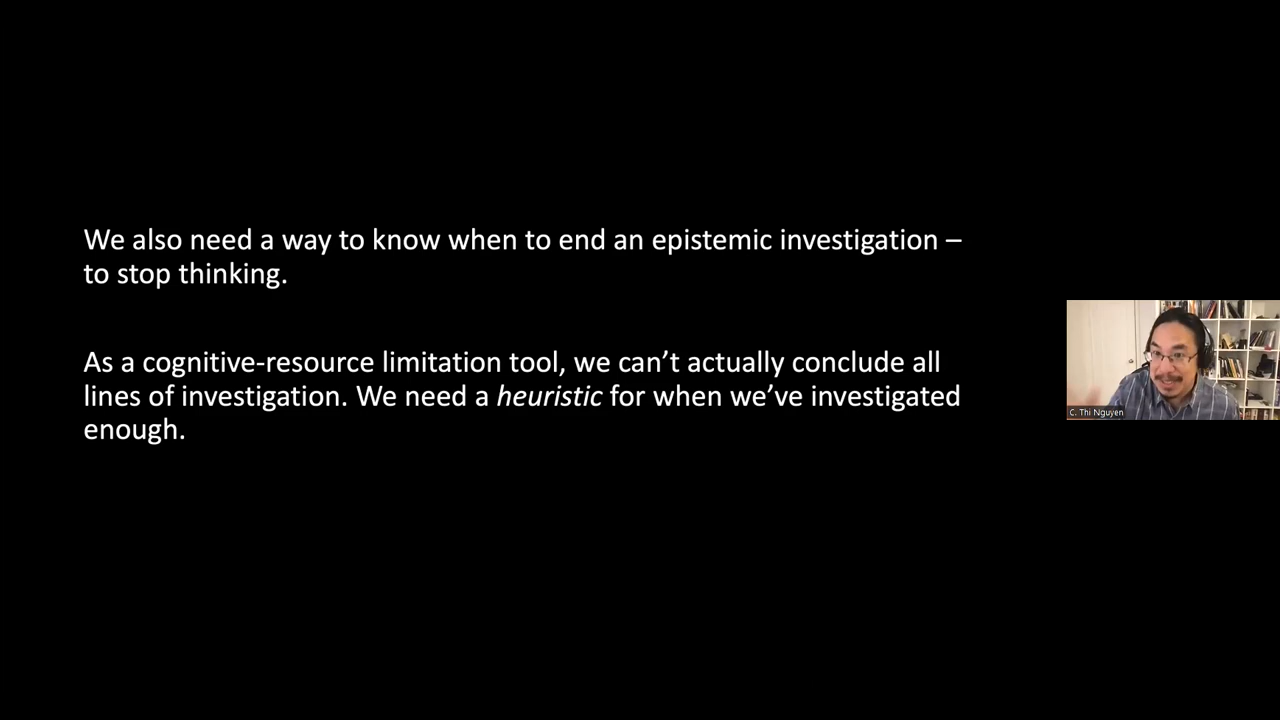 We also need a way to know when to end an epistemic investigation –
to stop thinking.
As a cognitive-resource limitation tool, we can’t actually conclude all
lines of investigation. We need a heuristic for when we’ve investigated
enough.
C. Thi Nguyen